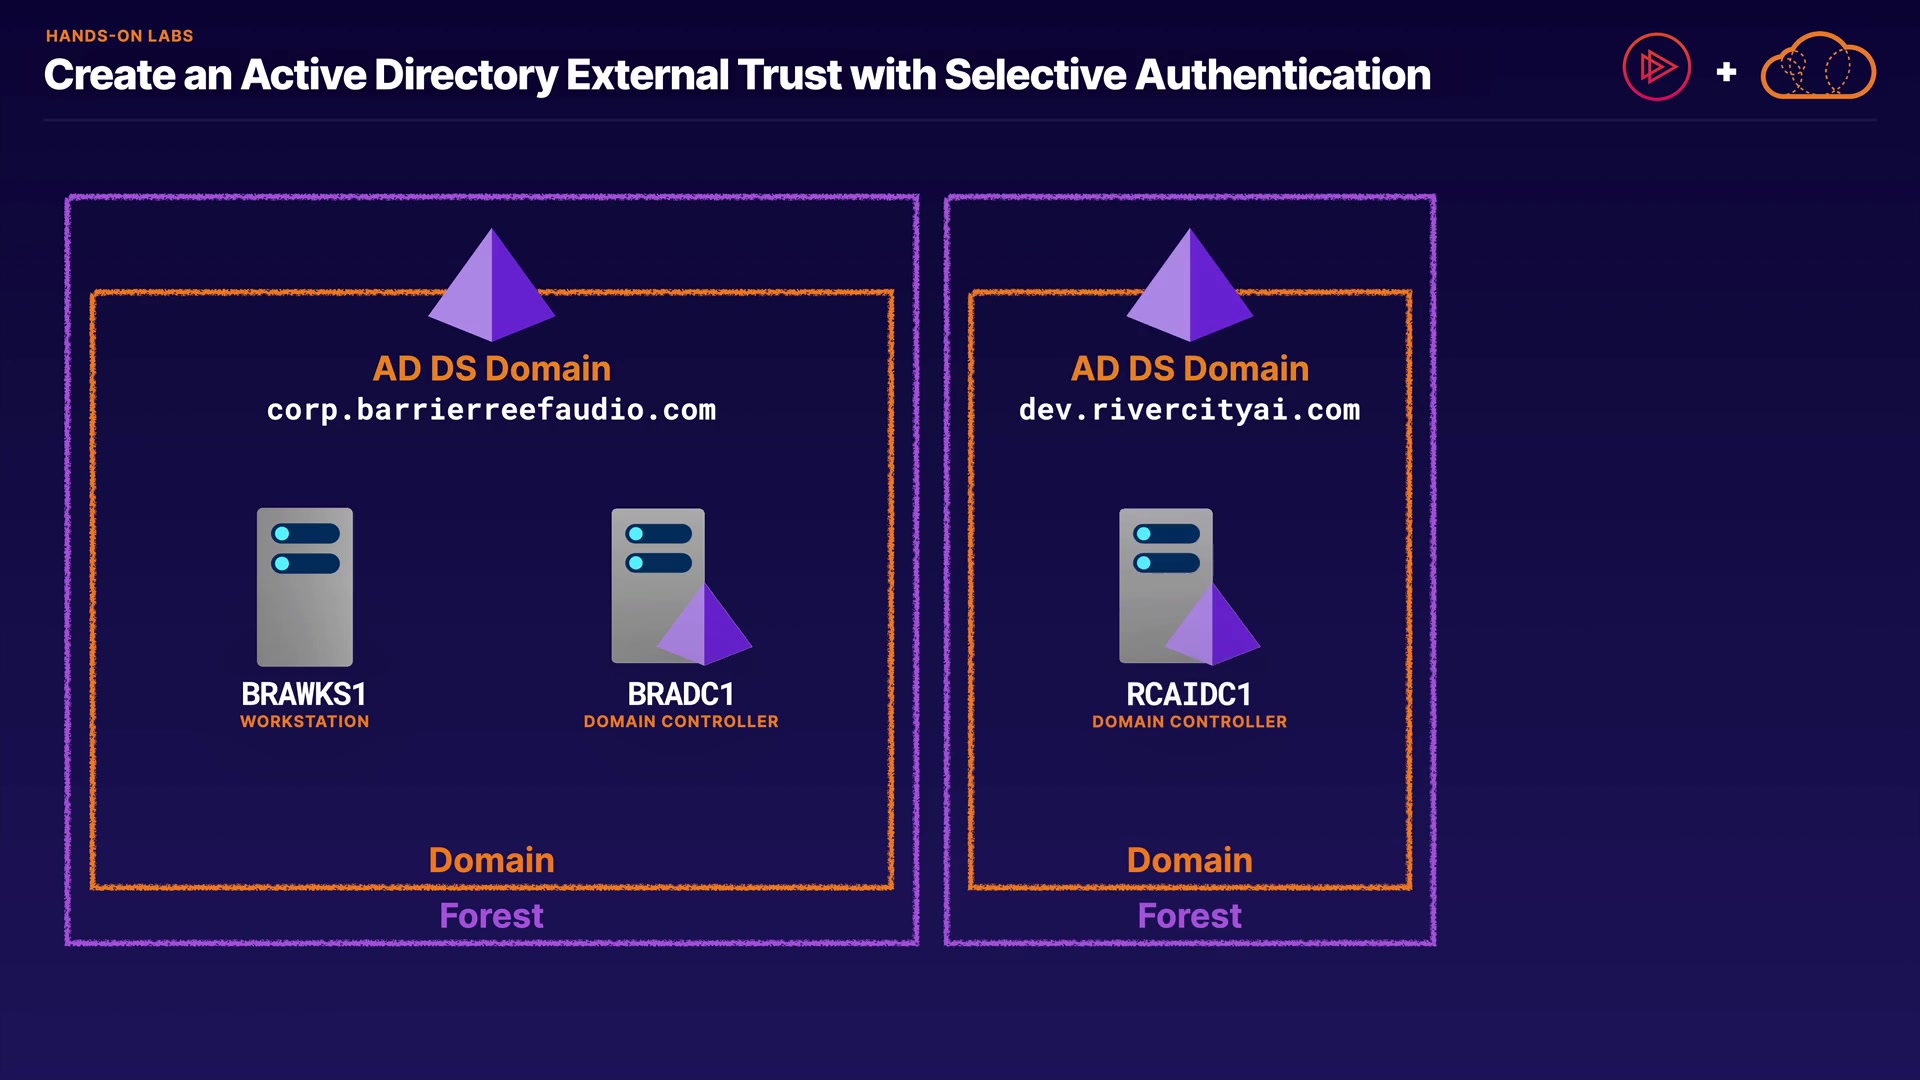 HANDS-ON LABS
Create an Active Directory External Trust with Selective Authentication
+
AD DS Domain
corp.barrierreefaudio.com
BRAWKS1
WORKSTATION
BRADC1
DOMAIN CONTROLLER
Domain
Forest
AD DS Domain
dev.rivercityai.com
RCAIDC1
DOMAIN CONTROLLER
Domain
Forest